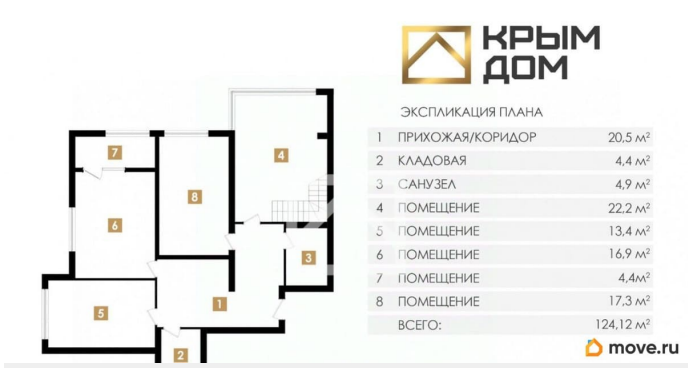 КРЫМ
ДОМ
ЭКСПЛИКАЦИЯ ПЛАНА
1 ПРИХОЖАЯ/КОРИДОР 20,5 м²
2 КЛАДОВАЯ 4,4 м²
3 САНУЗЕЛ 4,9 м²
4 ПОМЕЩЕНИЕ 22,2 м²
5 ПОМЕЩЕНИЕ 13,4 м²
6 ПОМЕЩЕНИЕ 16,9 м²
7 ПОМЕЩЕНИЕ 4,4м²
8 ПОМЕЩЕНИЕ 17,3 м²
ВСЕГО: 124,12 м²
7
4
8
6
3
5
1
2
move.ru